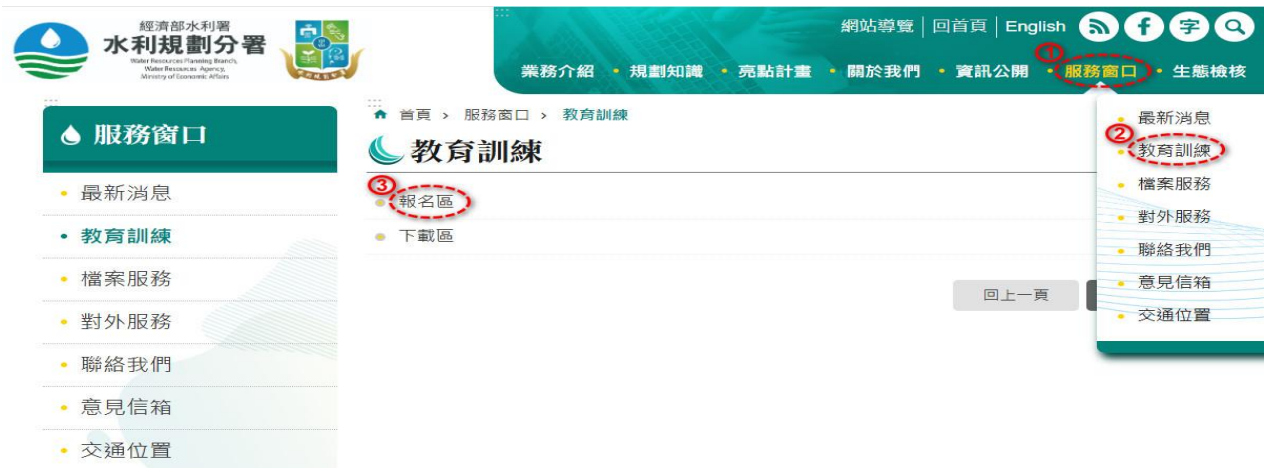 經濟部水利署
水利規劃分署
Water Resources Planning Branch,
Water Resources Agency,
Ministry of Economic Affairs
網站導覽 | 回首頁 | English
字
業務介紹 • 規劃知識 • 亮點計畫 • 關於我們 • 資訊公開 • 服務窗口 • 生態檢核
①
服務窗口
最新消息
教育訓練
檔案服務
對外服務
聯絡我們
意見信箱
交通位置
首頁 › 服務窗口 › 教育訓練
教育訓練
③
報名區
下載區
回上一頁
最新消息
②
教育訓練
檔案服務
對外服務
聯絡我們
意見信箱
交通位置